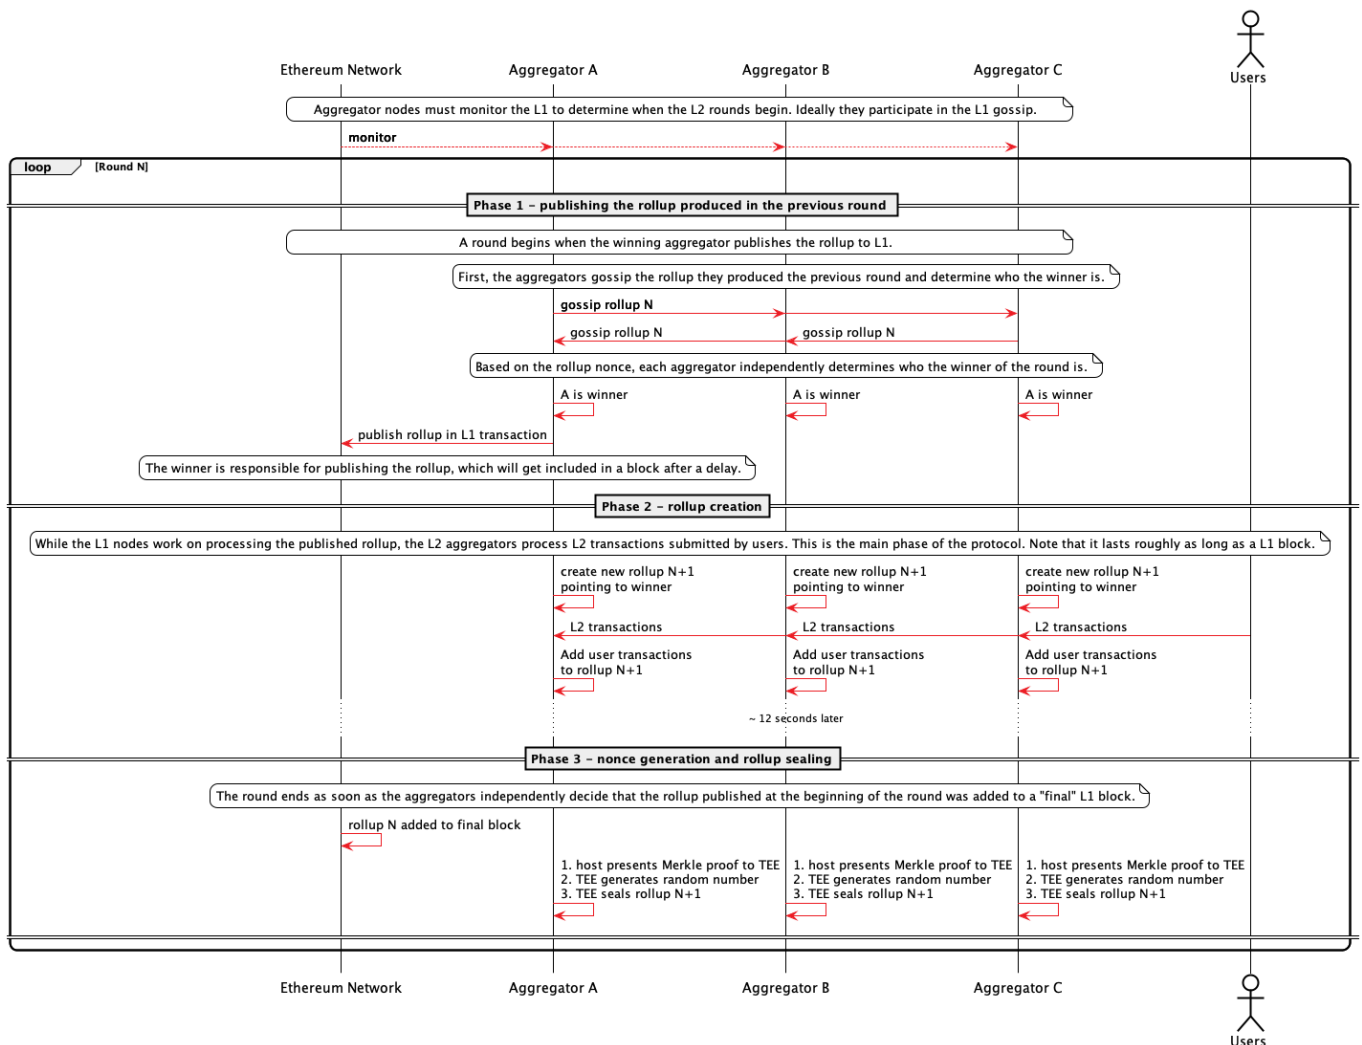 Users
Ethereum Network Aggregator A Aggregator B Aggregator C
Aggregator nodes must monitor the L1 to determine when the L2 rounds begin. Ideally they participate in the L1 gossip.
monitor
loop [Round N]
Phase 1 – publishing the rollup produced in the previous round
A round begins when the winning aggregator publishes the rollup to L1.
First, the aggregators gossip the rollup they produced the previous round and determine who the winner is.
gossip rollup N
gossip rollup N gossip rollup N
Based on the rollup nonce, each aggregator independently determines who the winner of the round is.
A is winner A is winner A is winner
publish rollup in L1 transaction
The winner is responsible for publishing the rollup, which will get included in a block after a delay.
Phase 2 – rollup creation
While the L1 nodes work on processing the published rollup, the L2 aggregators process L2 transactions submitted by users. This is the main phase of the protocol. Note that it lasts roughly as long as a L1 block.
create new rollup N+1 create new rollup N+1 create new rollup N+1
pointing to winner pointing to winner pointing to winner
L2 transactions L2 transactions L2 transactions
Add user transactions Add user transactions Add user transactions
to rollup N+1 to rollup N+1 to rollup N+1
~ 12 seconds later
Phase 3 – nonce generation and rollup sealing
The round ends as soon as the aggregators independently decide that the rollup published at the beginning of the round was added to a "final" L1 block.
rollup N added to final block
1. host presents Merkle proof to TEE 1. host presents Merkle proof to TEE 1. host presents Merkle proof to TEE
2. TEE generates random number 2. TEE generates random number 2. TEE generates random number
3. TEE seals rollup N+1 3. TEE seals rollup N+1 3. TEE seals rollup N+1
Ethereum Network Aggregator A Aggregator B Aggregator C
Users